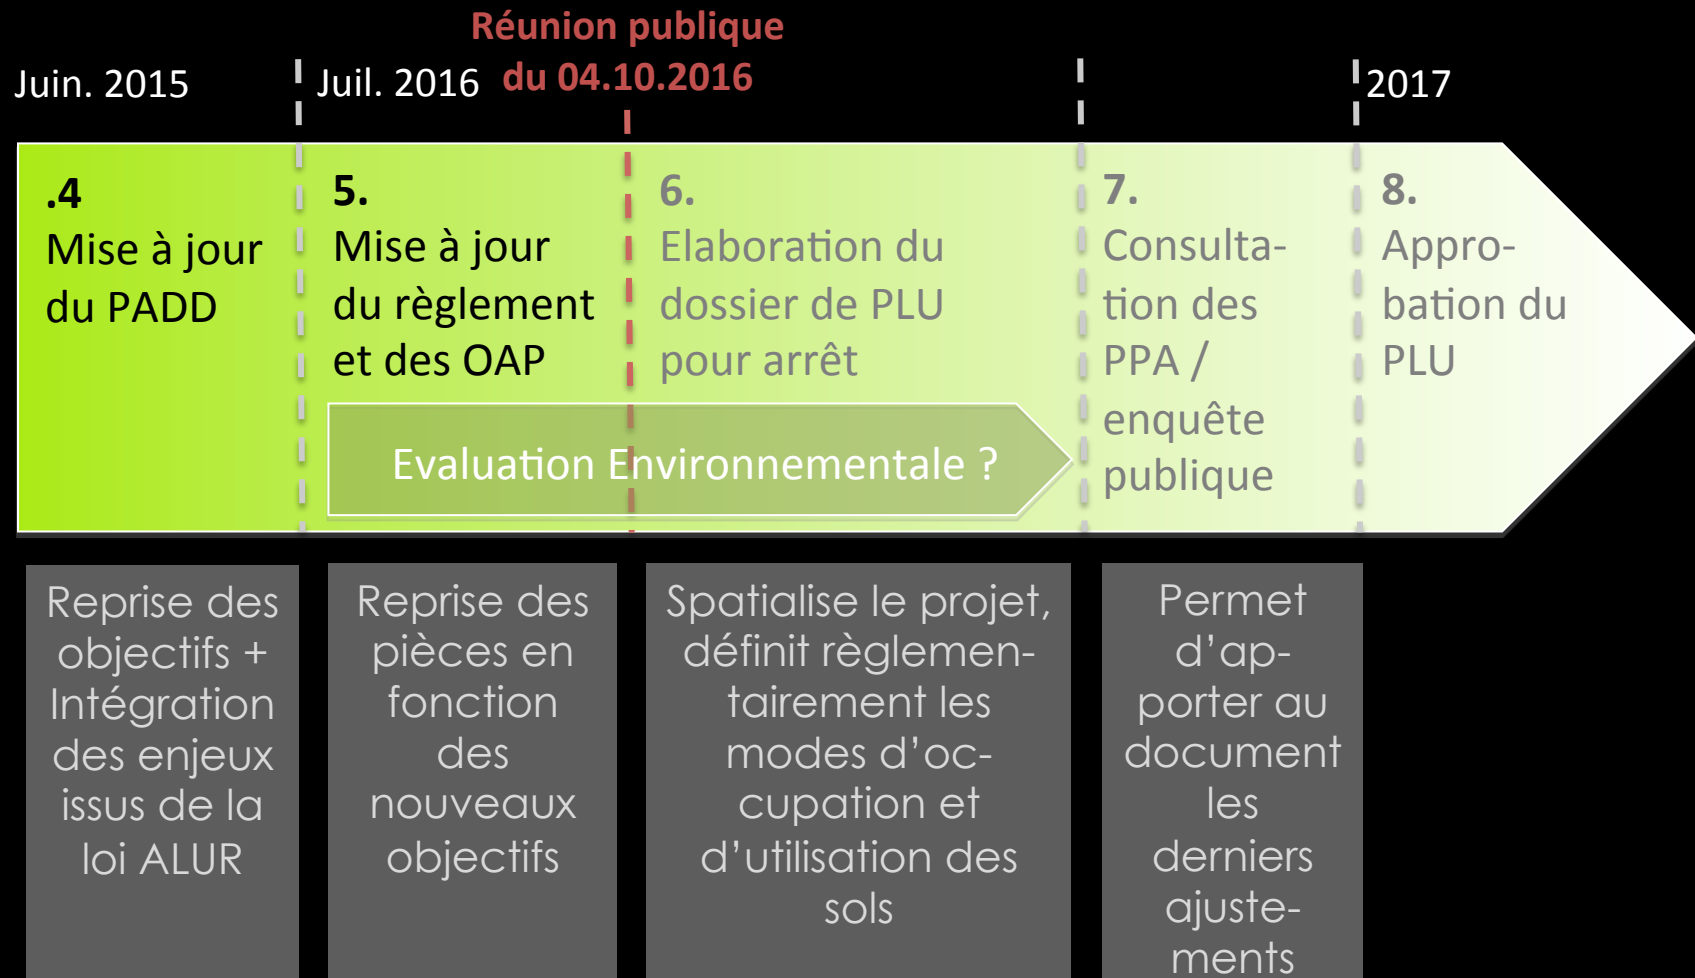 Réunion publique
du 04.10.2016
Juin. 2015
Juil. 2016
2017
.4
Mise à jour
du PADD
5.
Mise à jour
du règlement
et des OAP
6.
Elaboration du
dossier de PLU
pour arrêt
7.
Consulta-
tion des
PPA /
enquête
publique
8.
Appro-
bation du
PLU
Evaluation Environnementale ?
Reprise des
objectifs +
Intégration
des enjeux
issus de la
loi ALUR
Reprise des
pièces en
fonction
des
nouveaux
objectifs
Spatialise le projet,
définit règlemen-
tairement les
modes d’oc-
cupation et
d’utilisation des
sols
Permet
d’ap-
porter au
document
les
derniers
ajuste-
ments